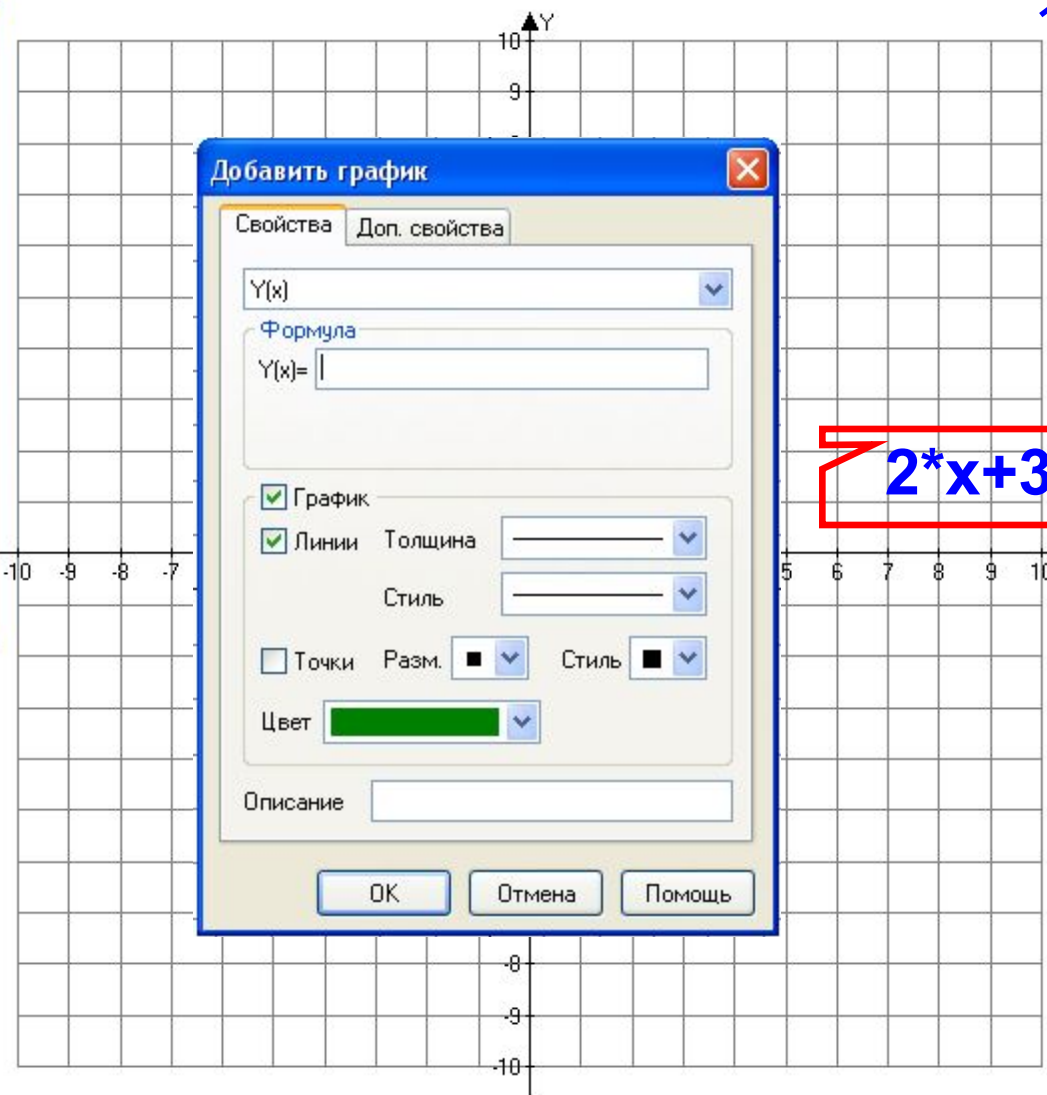 Y
10
9
Добавить график
Свойства Доп. свойства
Y(x)
Формула
Y(x)=
График
2*x+3
Линии Толщина
-10 -9 -8 -7 5 6 7 8 9 10
Стиль
Точки Разм. Стиль
Цвет
Описание
OK Отмена Помощь
-8
-9
-10